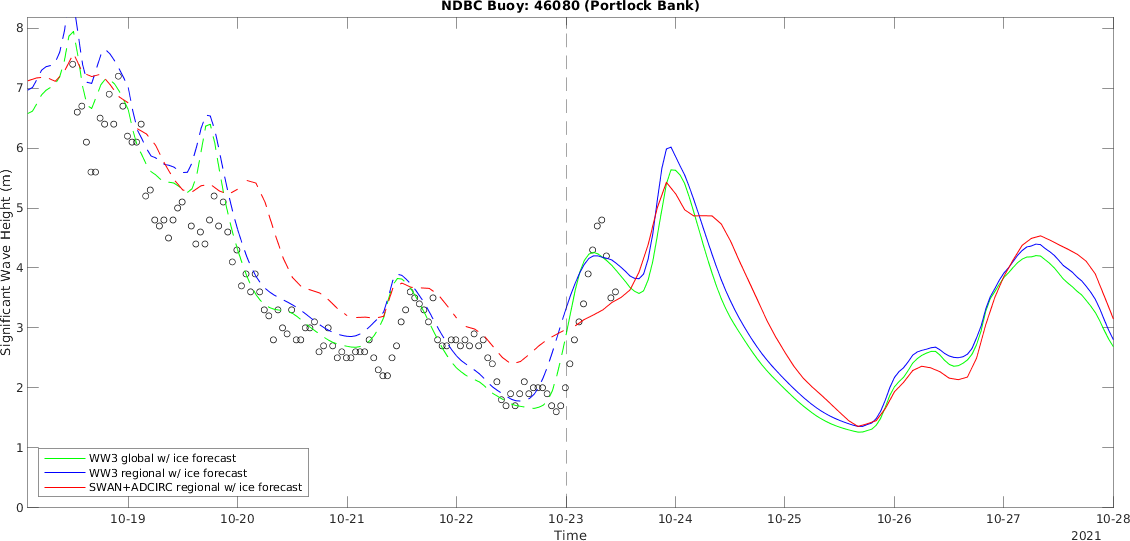 NDBC Buoy: 46080 (Portlock Bank)
Significant Wave Height (m)
8
7
6
5
4
3
2
1
0
WW3 global w/ ice forecast
WW3 regional w/ ice forecast
SWAN+ADCIRC regional w/ ice forecast
10-19 10-20 10-21 10-22 10-23 10-24 10-25 10-26 10-27 10-28
Time
2021